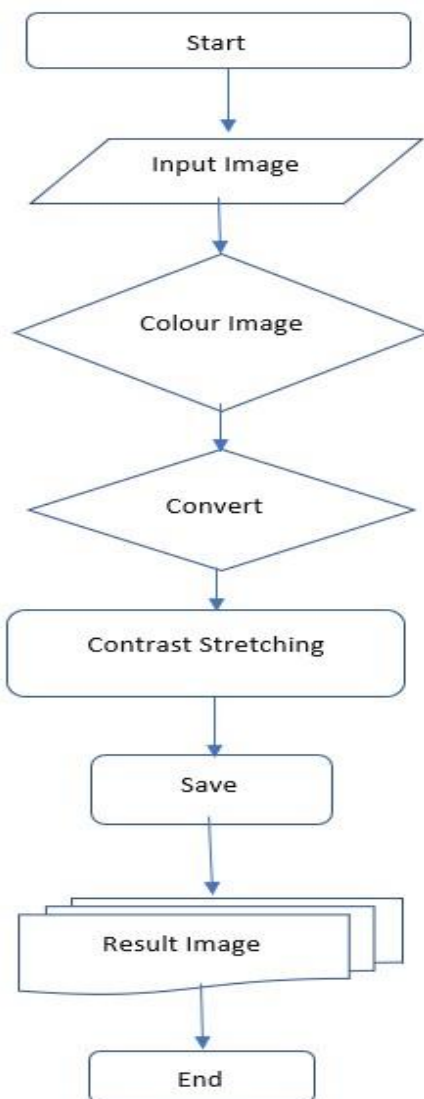 Start
Input Image
Colour Image
Convert
Contrast Stretching
Save
Result Image
End